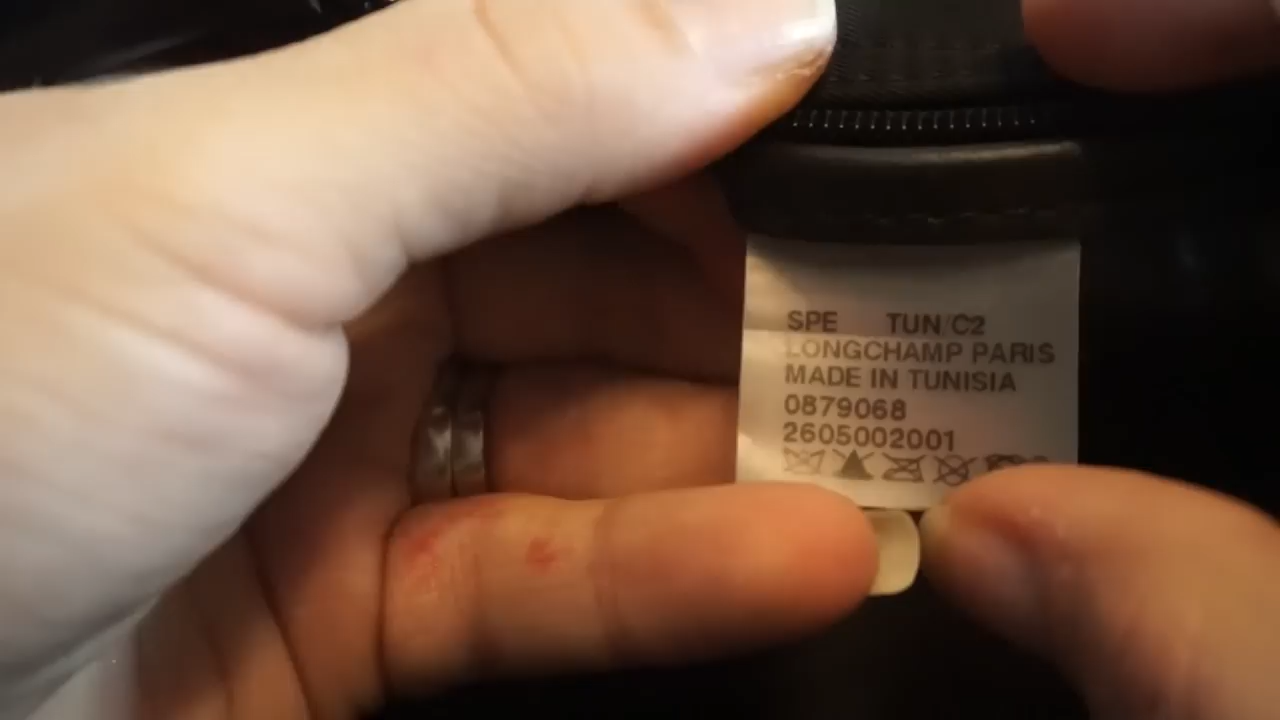 SPE TUN/C2
LONGCHAMP PARIS
MADE IN TUNISIA
0879068
2605002001